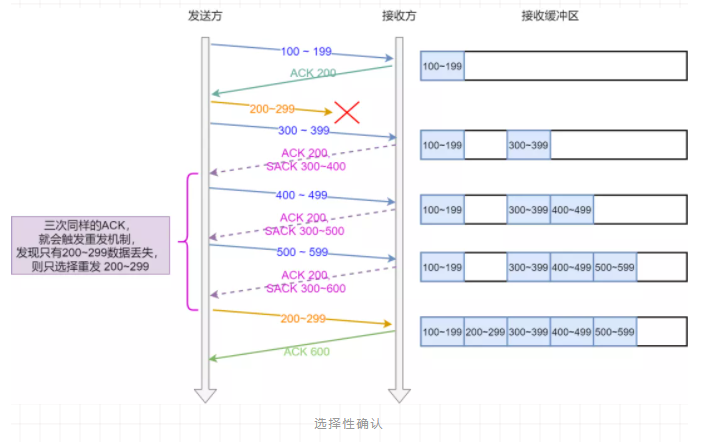 发送方
接收方
接收缓冲区
100 ~ 199
100~199
ACK 200
200~299
300 ~ 399
100~199
300~399
ACK 200
SACK 300~400
400 ~ 499
100~199
300~399
400~499
ACK 200
SACK 300~500
三次同样的ACK，
就会触发重发机制，
发现只有200~299数据丢失，
则只选择重发 200~299
500 ~ 599
100~199
300~399
400~499
500~599
ACK 200
SACK 300~600
200~299
100~199
200~299
300~399
400~499
500~599
ACK 600
选择性确认